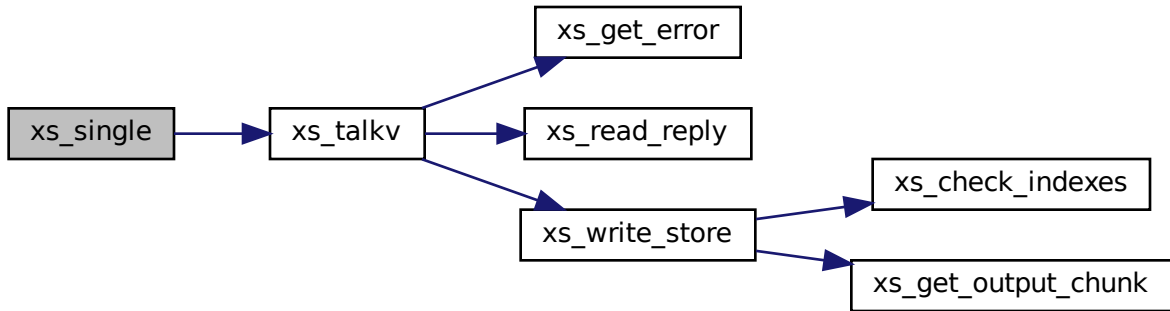 xs_single
xs_talkv
xs_get_error
xs_read_reply
xs_write_store
xs_check_indexes
xs_get_output_chunk